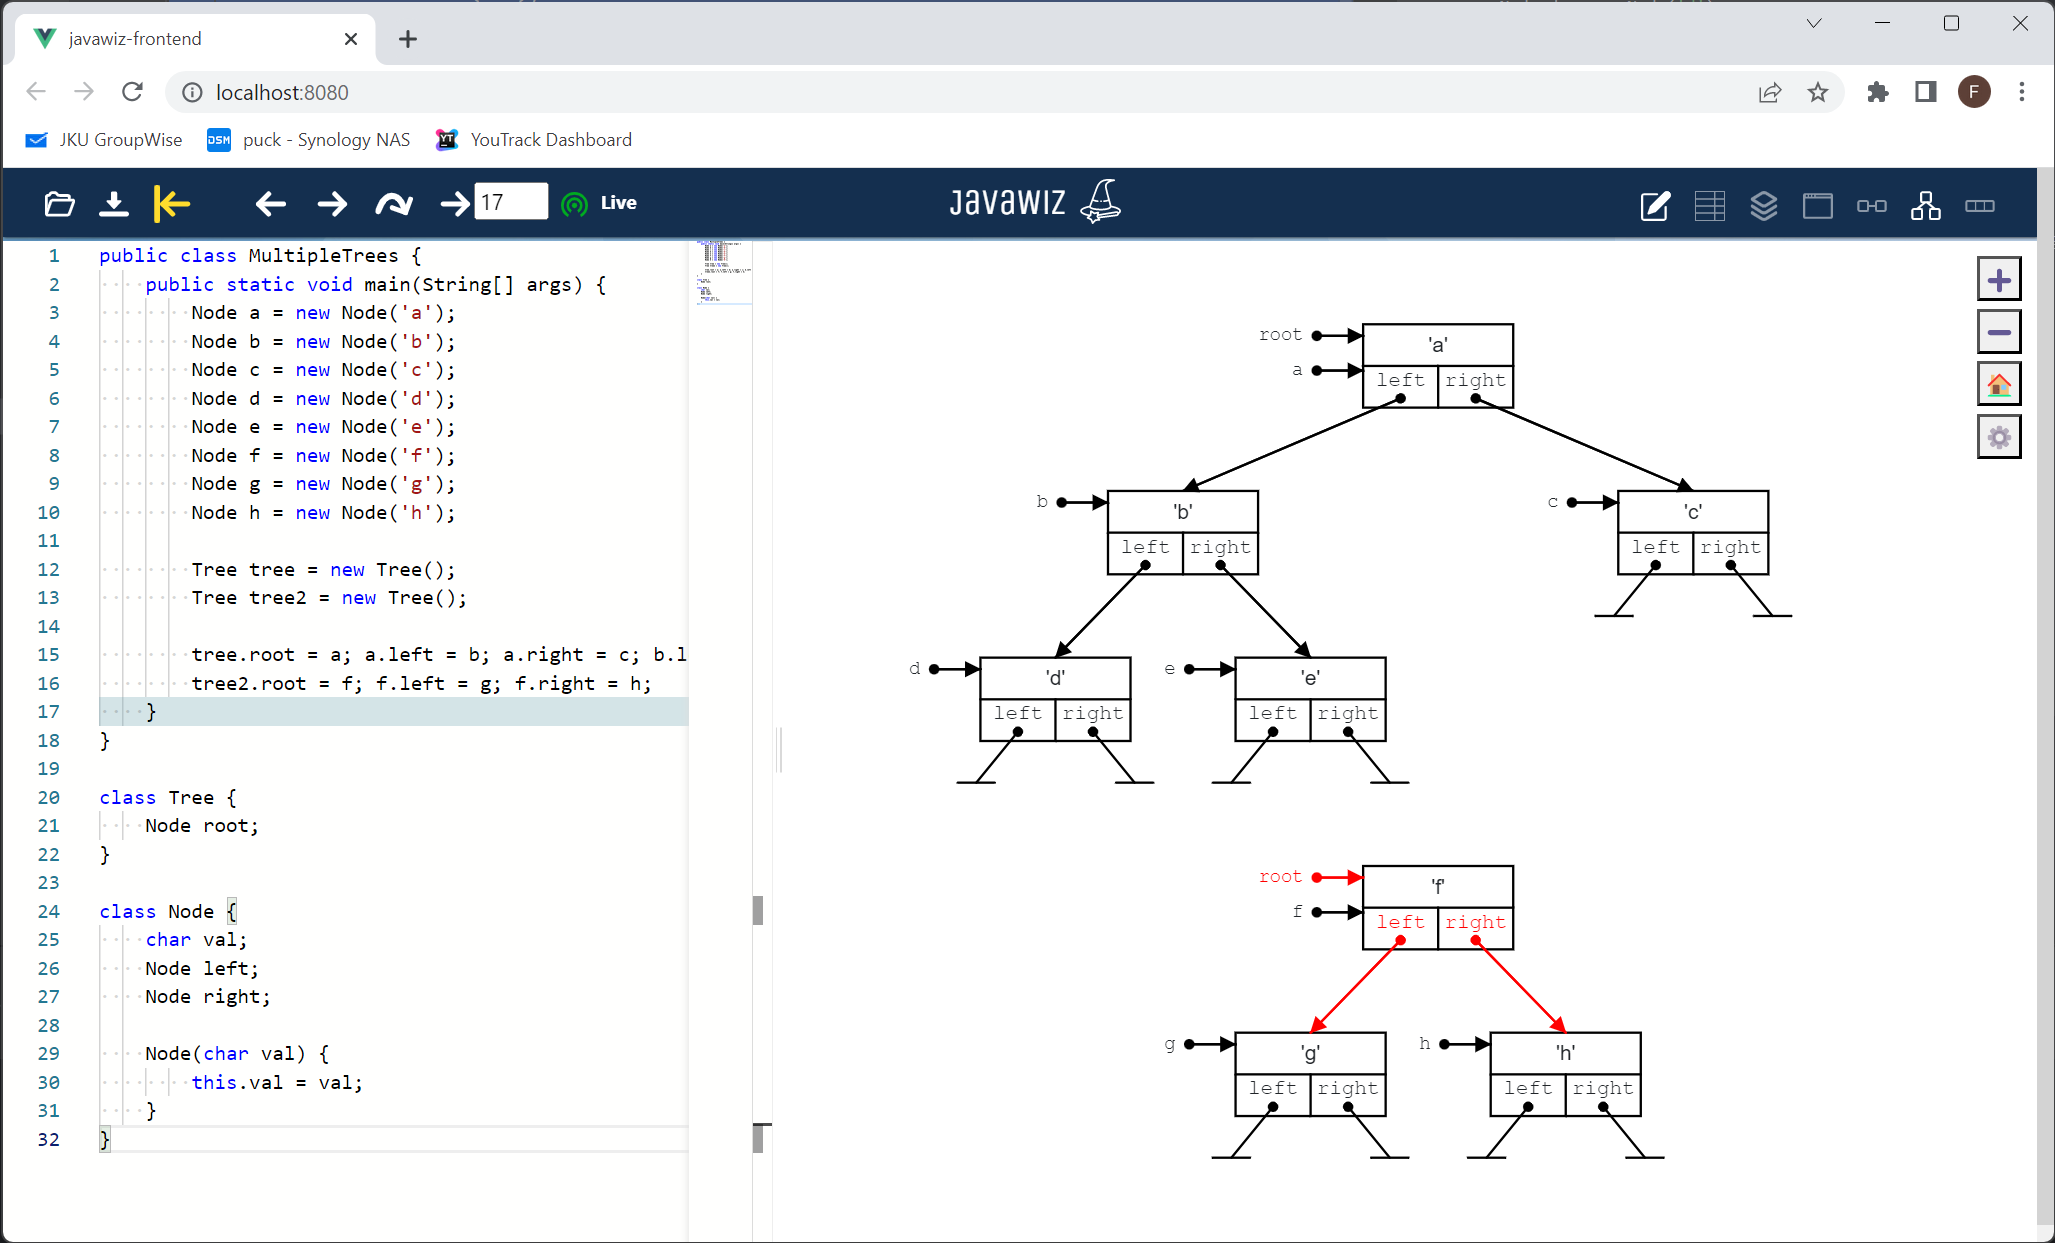 javawiz-frontend
localhost:8080
F
JKU GroupWise
DSM
puck - Synology NAS
YT
YouTrack Dashboard
17
Live
JavaWIZ
1 public class MultipleTrees {
2 public static void main(String[] args) {
3 Node a = new Node('a');
4 Node b = new Node('b');
5 Node c = new Node('c');
6 Node d = new Node('d');
7 Node e = new Node('e');
8 Node f = new Node('f');
9 Node g = new Node('g');
10 Node h = new Node('h');
11
12 Tree tree = new Tree();
13 Tree tree2 = new Tree();
14
15 tree.root = a; a.left = b; a.right = c; b.l
16 tree2.root = f; f.left = g; f.right = h;
17 }
18 }
19
20 class Tree {
21 Node root;
22 }
23
24 class Node {
25 char val;
26 Node left;
27 Node right;
28
29 Node(char val) {
30 this.val = val;
31 }
32 }
root
'a'
a
left right
b
'b'
left right
c
'c'
left right
d
'd'
left right
e
'e'
left right
root
'f'
f
left right
g
'g'
left right
h
'h'
left right